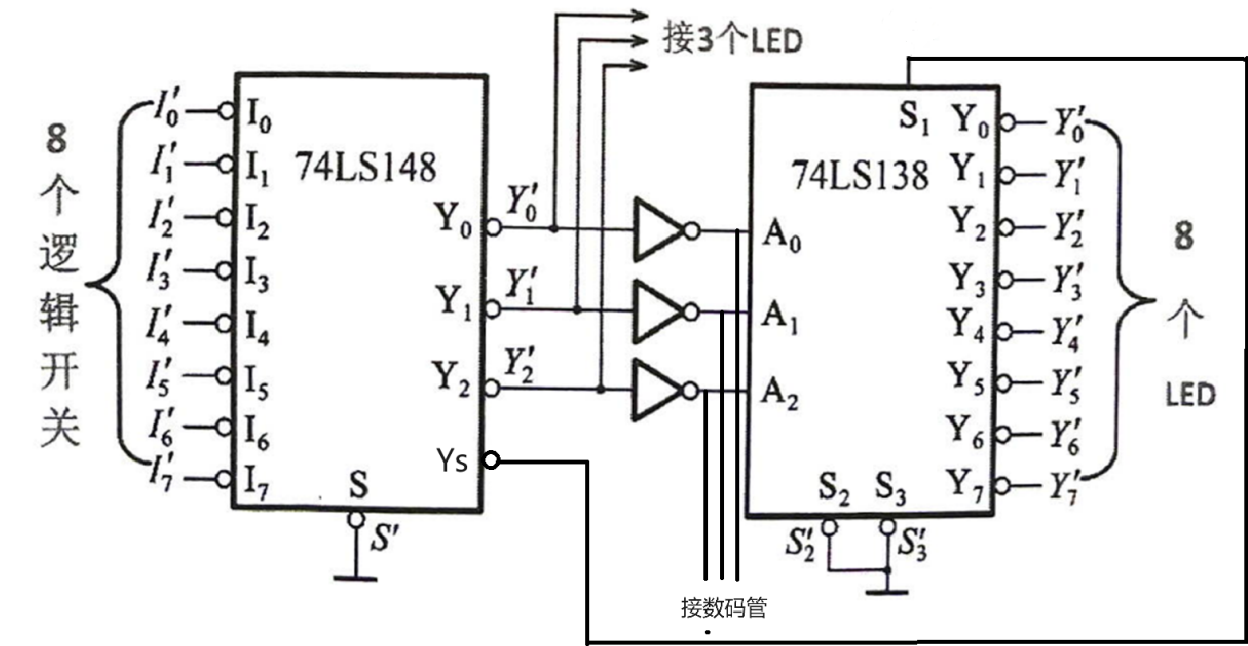 接3个LED
8个逻辑开关
I'0
I'1
I'2
I'3
I'4
I'5
I'6
I'7
I0
I1
I2
I3
I4
I5
I6
I7
74LS148
Y0
Y1
Y2
Ys
S
S'
Y'0
Y'1
Y'2
74LS138
S1
A0
A1
A2
S2 S3
S'2 S'3
Y0
Y1
Y2
Y3
Y4
Y5
Y6
Y7
Y'0
Y'1
Y'2
Y'3
Y'4
Y'5
Y'6
Y'7
8个LED
接数码管